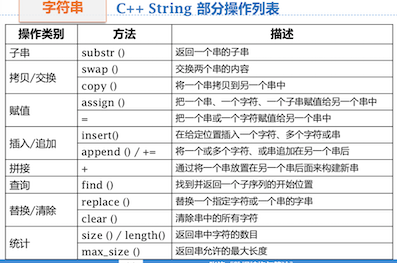 字符串
C++ String 部分操作列表
操作类别 方法 描述
子串 substr () 返回一个串的子串
拷贝/交换 swap () 交换两个串的内容
copy () 将一个串拷贝到另一个串中
赋值 assign () 把一个串、一个字符、一个子串赋值给另一个串中
= 把一个串或一个字符赋值给另一个串中
插入/追加 insert() 在给定位置插入一个字符、多个字符或串
append () / += 将一个或多个字符、或串追加在另一个串后
拼接 + 通过将一个串放置在另一个串后面来构建新串
查询 find () 找到并返回一个子序列的开始位置
替换/清除 replace () 替换一个指定字符或一个串的字串
clear () 清除串中的所有字符
统计 size () / length() 返回串中字符的数目
max_size () 返回串允许的最大长度